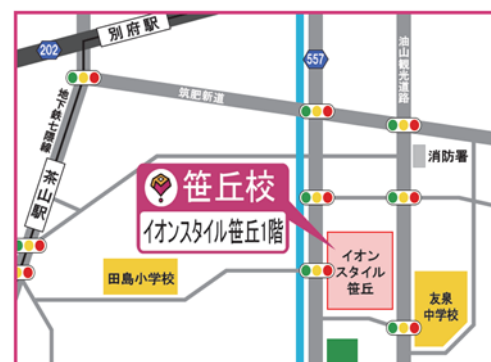 別府駅
202
557
油山観光道路
筑肥新道
地下鉄七隈線
消防署
茶山駅
笹丘校
イオンスタイル笹丘1階
田島小学校
イオン
スタイル
笹丘
友泉
中学校